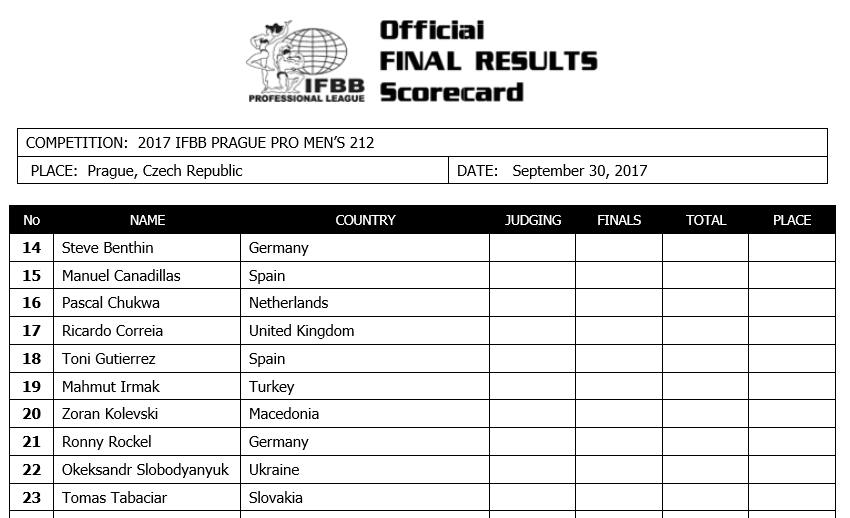 Official
FINAL RESULTS
Scorecard
IFBB
PROFESSIONAL LEAGUE
COMPETITION: 2017 IFBB PRAGUE PRO MEN’S 212
PLACE: Prague, Czech Republic DATE: September 30, 2017
No NAME COUNTRY JUDGING FINALS TOTAL PLACE
14 Steve Benthin Germany
15 Manuel Canadillas Spain
16 Pascal Chukwa Netherlands
17 Ricardo Correia United Kingdom
18 Toni Gutierrez Spain
19 Mahmut Irmak Turkey
20 Zoran Kolevski Macedonia
21 Ronny Rockel Germany
22 Okeksandr Slobodyanyuk Ukraine
23 Tomas Tabaciar Slovakia